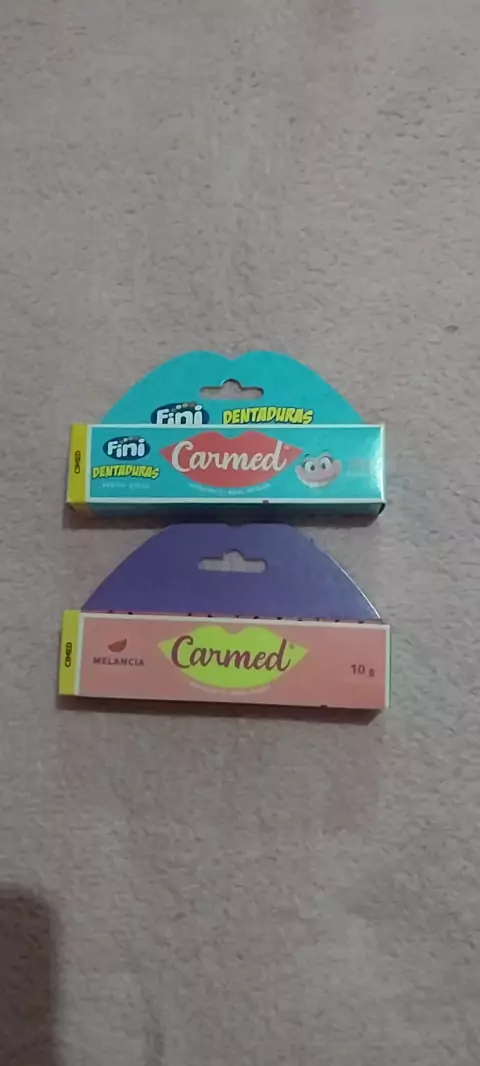 Fini DENTADURAS
CIMED
Fini
DENTADURAS
Carmed®
CIMED
MELANCIA
Carmed®
10 g